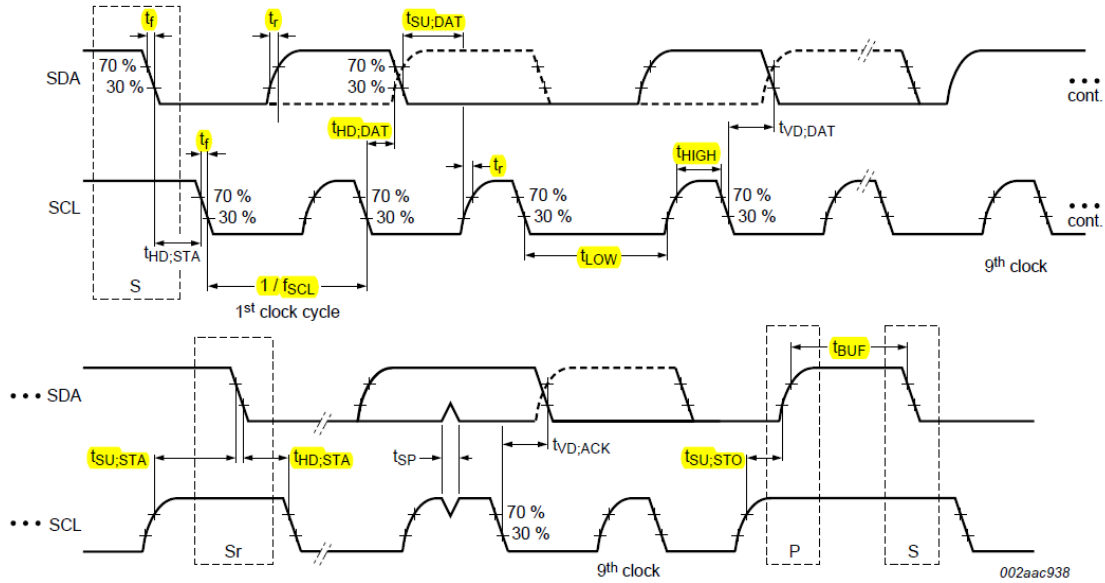 tf
tr
tSU;DAT
SDA
70 %
30 %
70 %
30 %
cont.
tHD;DAT
tVD;DAT
tf
tr
tHIGH
SCL
70 %
30 %
70 %
30 %
70 %
30 %
70 %
30 %
cont.
tHD;STA
tLOW
9th clock
S
1 / fSCL
1st clock cycle
tBUF
SDA
tSU;STA
tHD;STA
tSP
tVD;ACK
tSU;STO
70 %
30 %
SCL
Sr
P
S
9th clock
002aac938